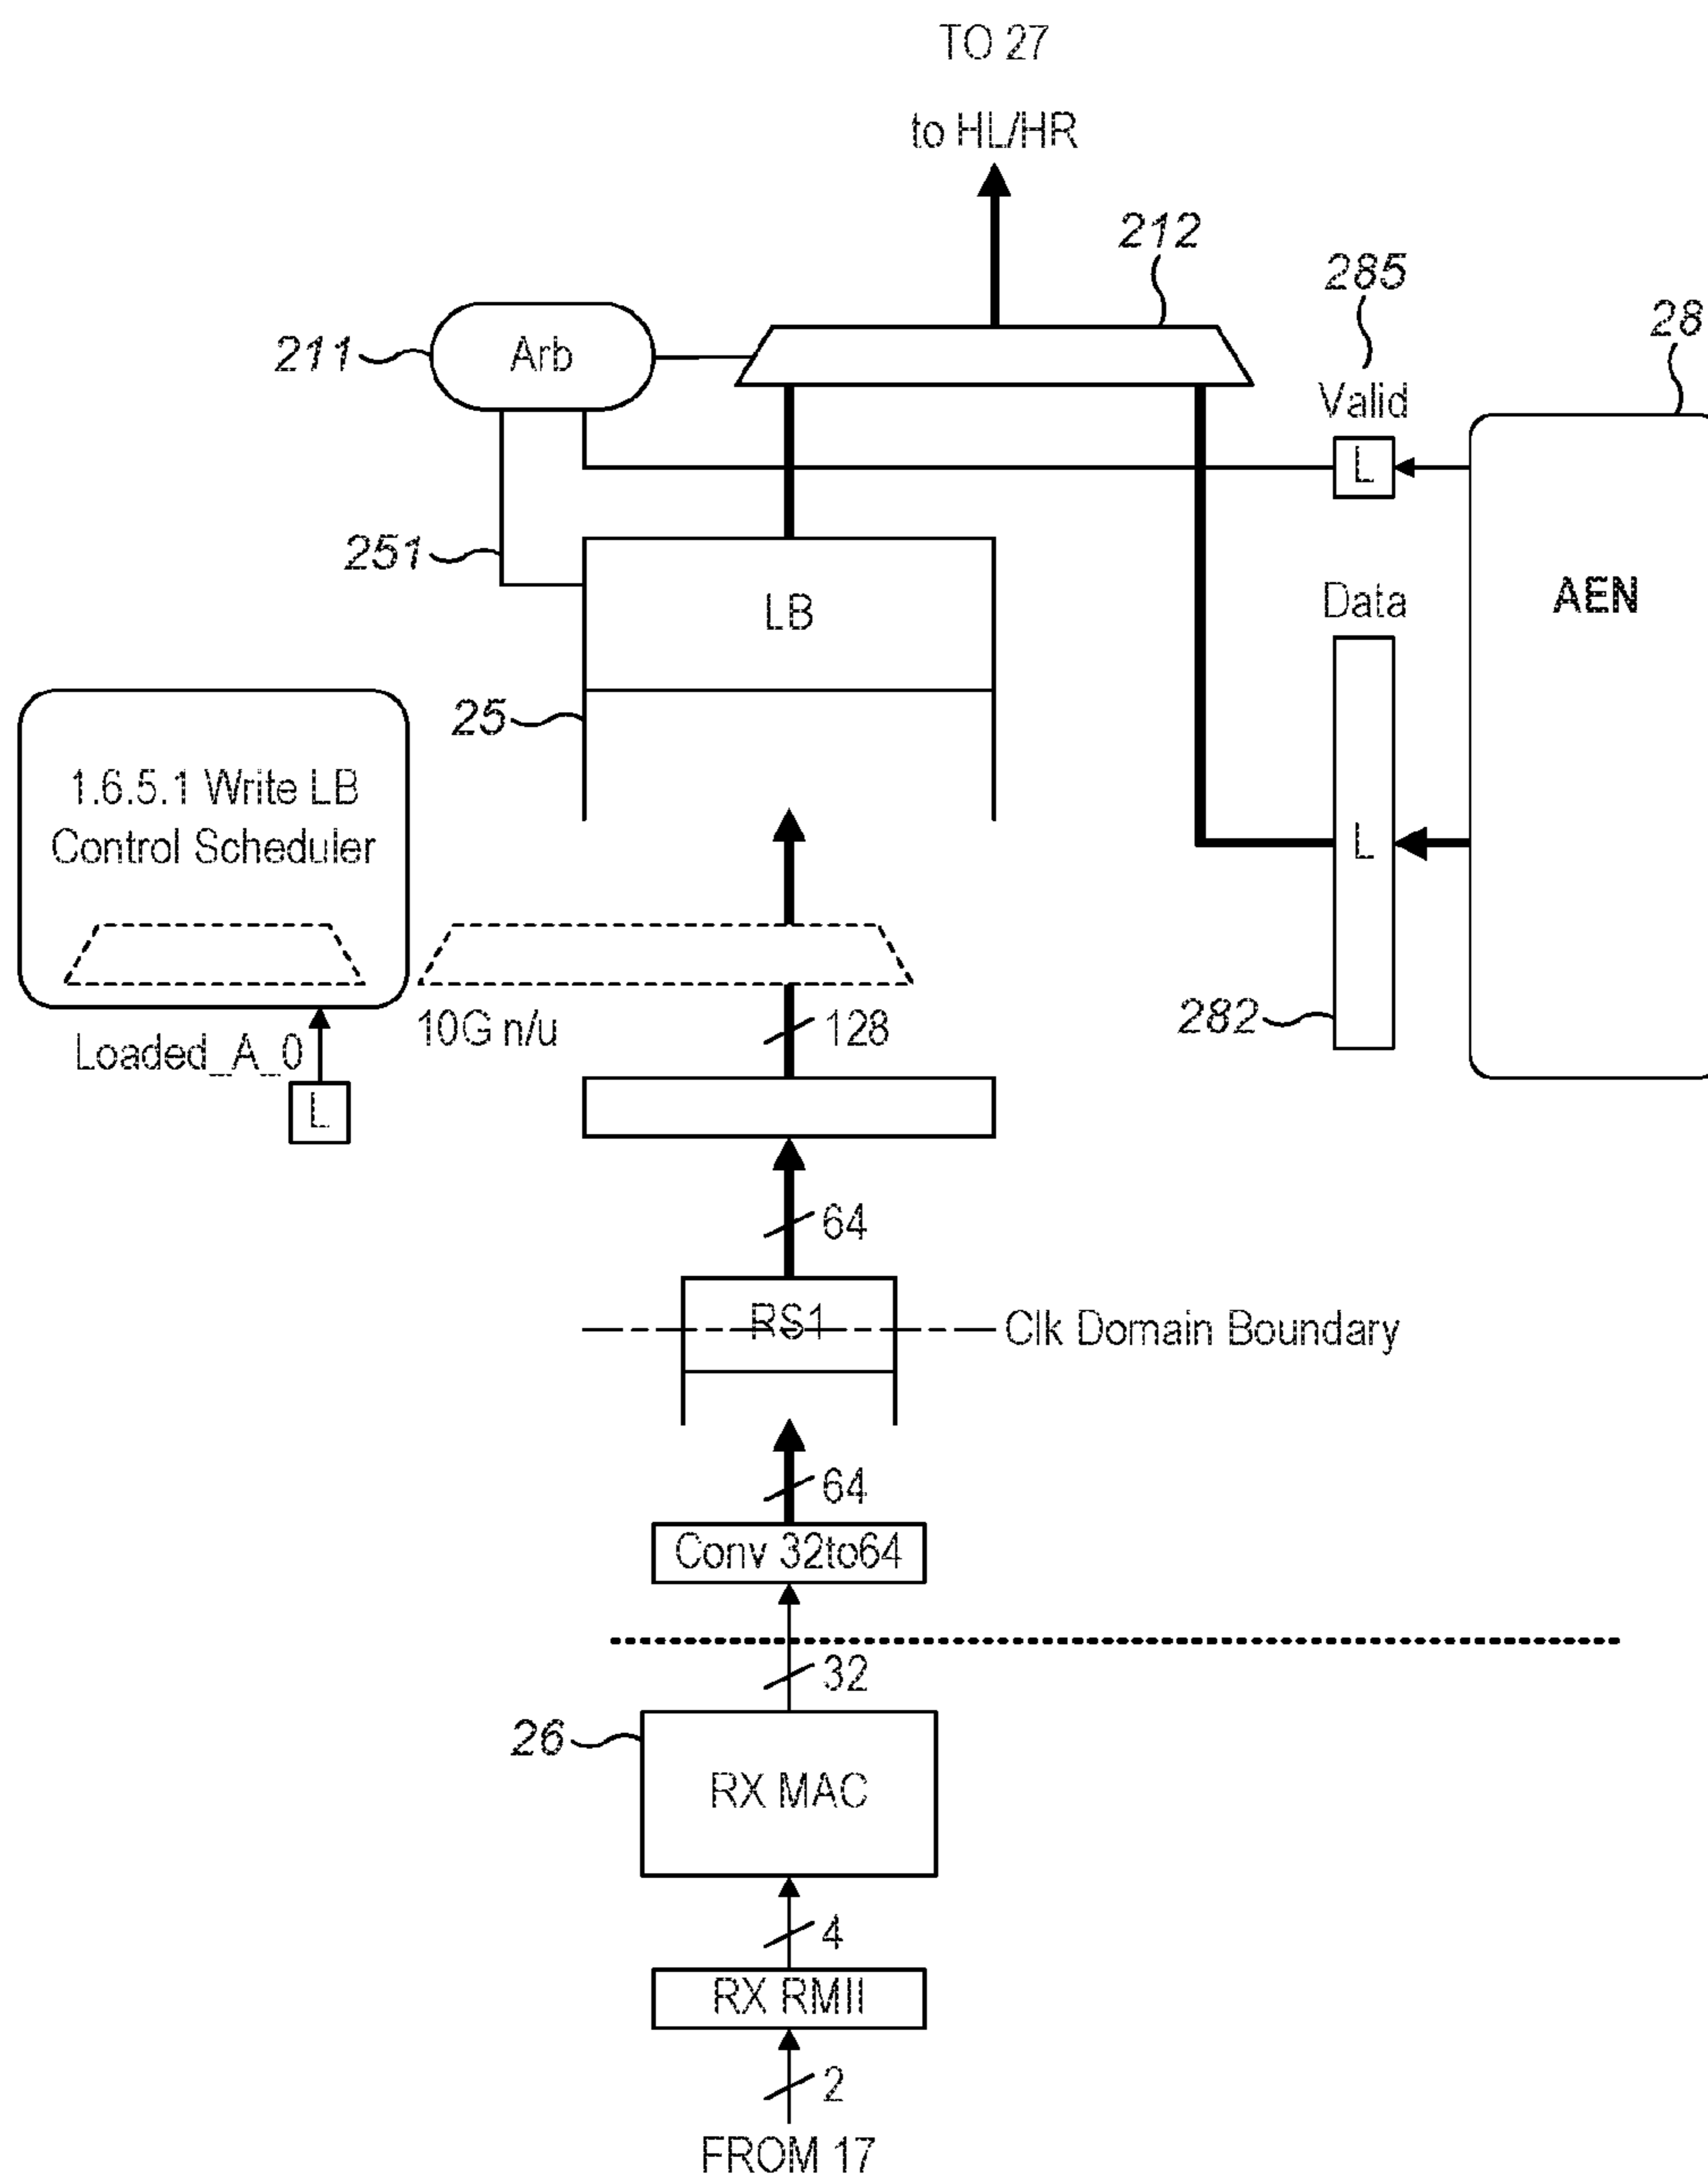 TO 27
to HL/HR
212
285
28
211
Arb
Valid
L
251
LB
Data
AEN
25
1.6.5.1 Write LB
Control Scheduler
L
282
10G n/u
128
Loaded_A_0
L
64
RS1
Clk Domain Boundary
64
Conv 32to64
32
26
RX MAC
4
RX RMII
2
FROM 17